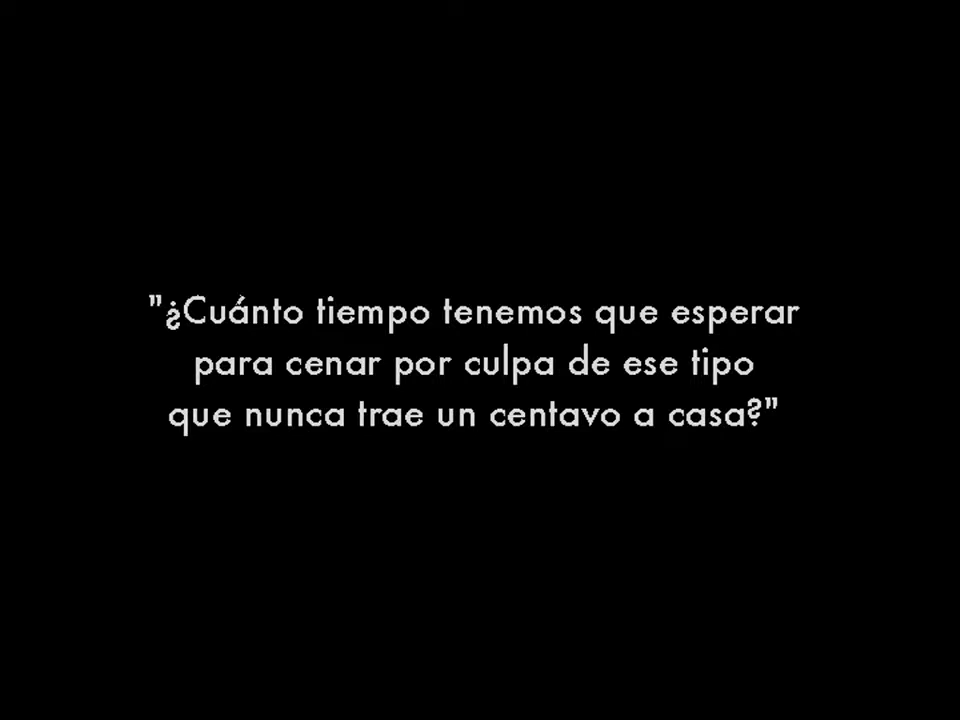 "¿Cuánto tiempo tenemos que esperar
para cenar por culpa de ese tipo
que nunca trae un centavo a casa?"